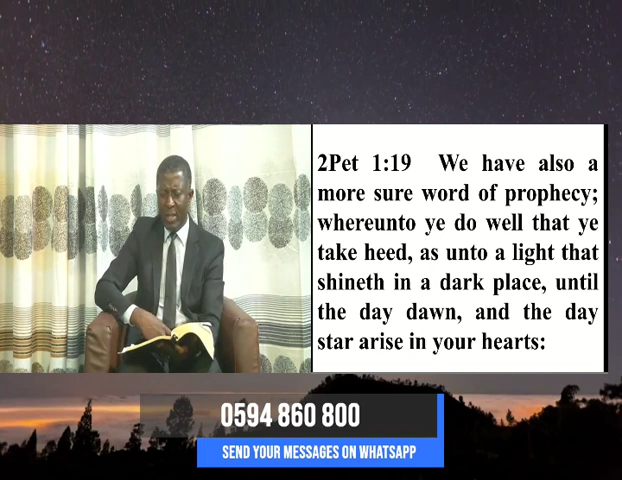 2Pet 1:19 We have also a
more sure word of prophecy;
whereunto ye do well that ye
take heed, as unto a light that
shineth in a dark place, until
the day dawn, and the day
star arise in your hearts:
0594 860 800
SEND YOUR MESSAGES ON WHATSAPP